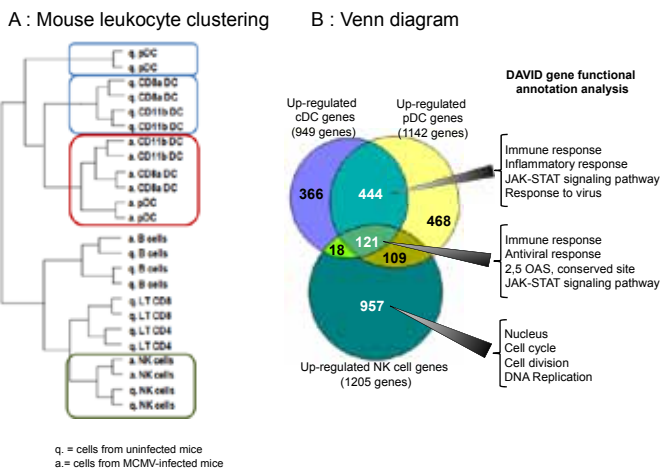 A : Mouse leukocyte clustering
q. pDC
q. pDC
q. CD8a DC
q. CD8a DC
q. CD11b DC
q. CD11b DC
a. CD11b DC
a. CD11b DC
a. CD8a DC
a. CD8a DC
a. pDC
a. pDC
a. B cells
q. B cells
q. B cells
q. B cells
q. LT CD8
q. LT CD8
q. LT CD4
q. LT CD4
a. NK cells
a. NK cells
q. NK cells
q. NK cells
q. = cells from uninfected mice
a.= cells from MCMV-infected mice
B : Venn diagram
DAVID gene functional
annotation analysis
Up-regulated
cDC genes
(949 genes)
Up-regulated
pDC genes
(1142 genes)
366
444
468
18
121
109
957
Up-regulated NK cell genes
(1205 genes)
Immune response
Inflammatory response
JAK-STAT signaling pathway
Response to virus
Immune response
Antiviral response
2,5 OAS, conserved site
JAK-STAT signaling pathway
Nucleus
Cell cycle
Cell division
DNA Replication